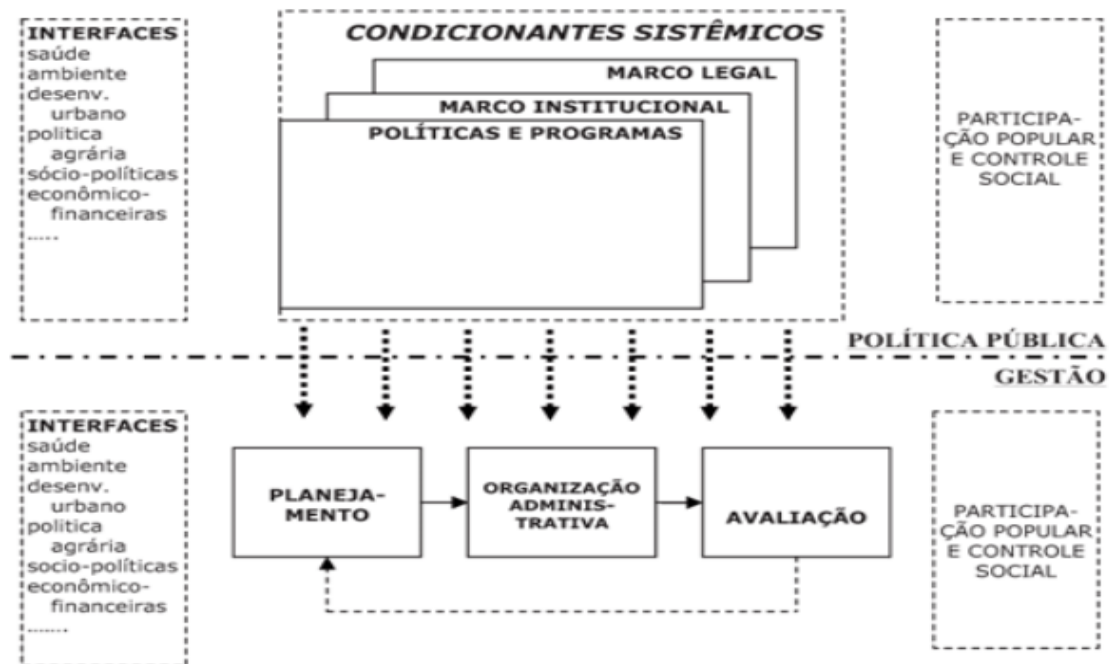 INTERFACES
saúde
ambiente
desenv.
urbano
politica
agrária
sócio-políticas
econômico-
financeiras
.....
CONDICIONANTES SISTÊMICOS
MARCO LEGAL
MARCO INSTITUCIONAL
POLÍTICAS E PROGRAMAS
PARTICIPA-
ÇÃO POPULAR
E CONTROLE
SOCIAL
POLÍTICA PÚBLICA
GESTÃO
INTERFACES
saúde
ambiente
desenv.
urbano
politica
agrária
socio-políticas
econômico-
financeiras
.......
PLANEJA-
MENTO
ORGANIZAÇÃO
ADMINIS-
TRATIVA
AVALIAÇÃO
PARTICIPA-
ÇÃO POPULAR
E CONTROLE
SOCIAL